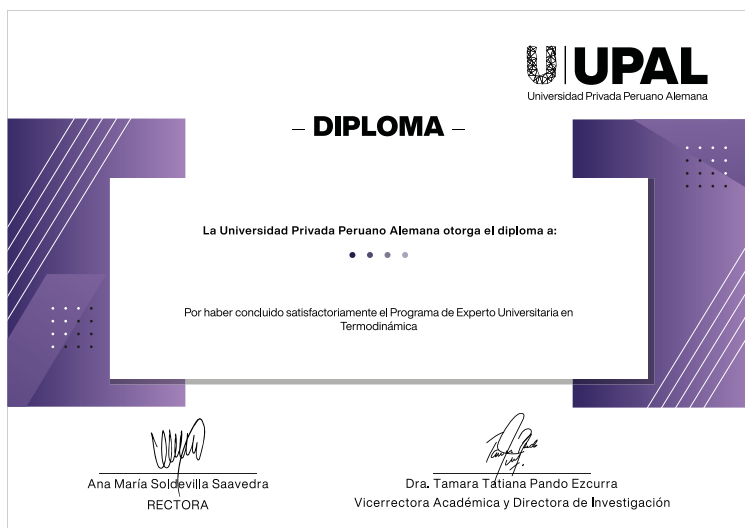 UPAL
Universidad Privada Peruano Alemana
– DIPLOMA –
La Universidad Privada Peruano Alemana otorga el diploma a:
Por haber concluido satisfactoriamente el Programa de Experto Universitaria en
Termodinámica
Ana María Soldevilla Saavedra
RECTORA
Dra. Tamara Tatiana Pando Ezcurra
Vicerrectora Académica y Directora de Investigación